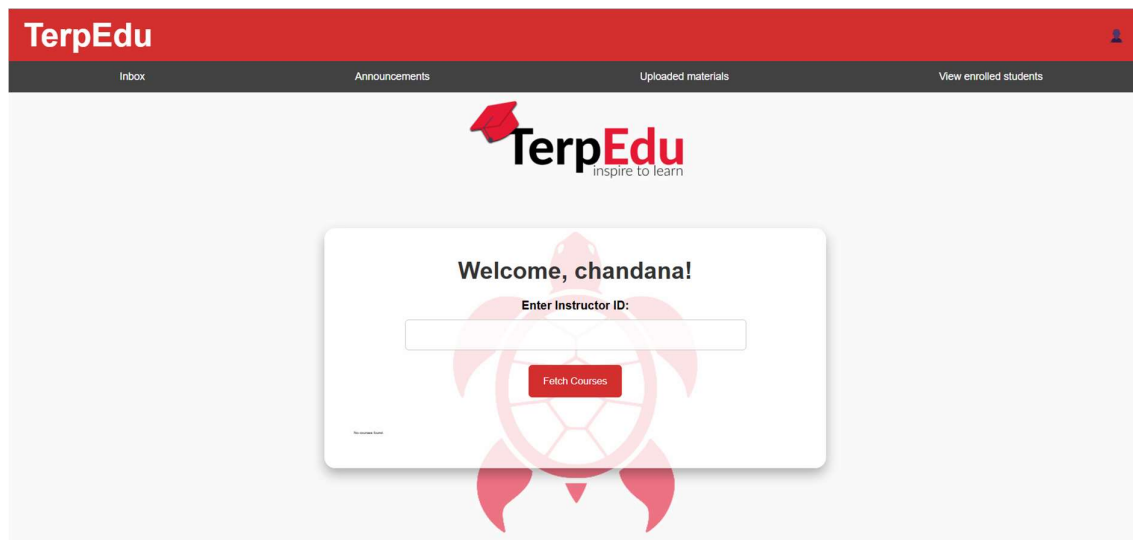 TerpEdu
Inbox Announcements Uploaded materials View enrolled students
TerpEdu
inspire to learn
Welcome, chandana!
Enter Instructor ID:
Fetch Courses